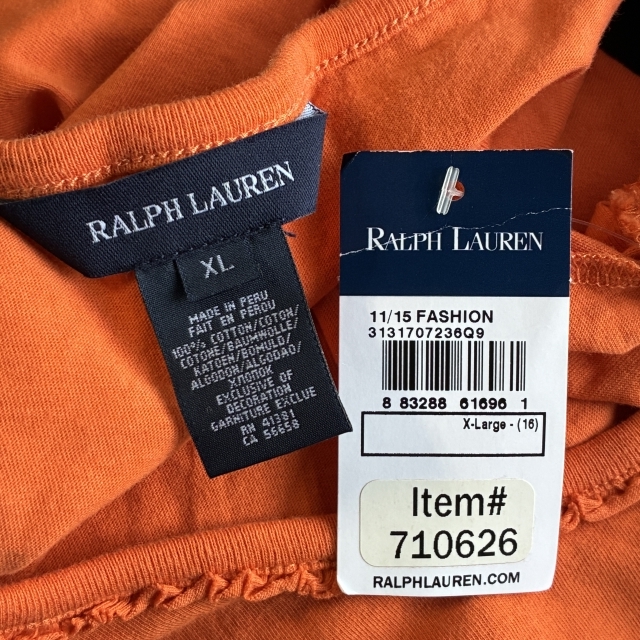 RALPH LAUREN
XL
MADE IN PERU
FAIT EN PEROU
100% COTTON/COTON/
COTONE/BAUMWOLLE/
KATOEN/BOMULD/
ALGODON/ALGODAO/
ΧΛΟΠΟΚ
EXCLUSIVE OF
DECORATION
GARNITURE EXCLUE
RN 41381
CA 56658
RALPH LAUREN
11/15 FASHION
3131707236Q9
8 83288 61696 1
X-Large - (16)
Item#
710626
RALPHLAUREN.COM